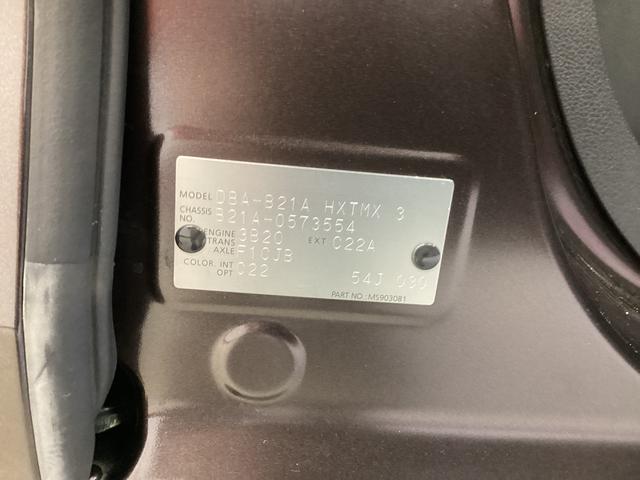 MODEL DBA-B21A HXTMX 3
CHASSIS NO. B21A-0573554
ENGINE 3B20 EXT C22A
TRANS AXLE F1CJB
COLOR. INT C22
OPT 54J 030
PART NO.: MS903081